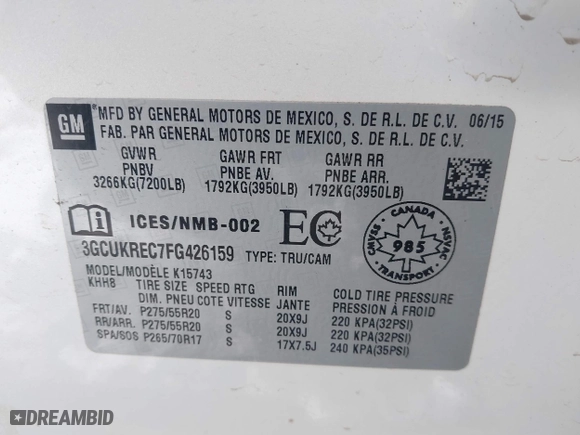 GM
MFD BY GENERAL MOTORS DE MEXICO, S. DE R.L. DE C.V. 06/15
FAB. PAR GENERAL MOTORS DE MEXICO, S. DE R.L. DE C.V.
GVWR GAWR FRT GAWR RR
PNBV PNBE AV. PNBE ARR.
3266KG(7200LB) 1792KG(3950LB) 1792KG(3950LB)
ICES/NMB-002 EC CANADA CMVSS 985 NSVAC TRANSPORT
3GCUKREC7FG426159 TYPE: TRU/CAM
MODEL/MODÈLE K15743
KHH8 TIRE SIZE SPEED RTG RIM COLD TIRE PRESSURE
DIM. PNEU COTE VITESSE JANTE PRESSION À FROID
FRT/AV. P275/55R20 S 20X9J 220 KPA(32PSI)
RR/ARR. P275/55R20 S 20X9J 220 KPA(32PSI)
SPA/SOS P265/70R17 S 17X7.5J 240 KPA(35PSI)
DREAMBID